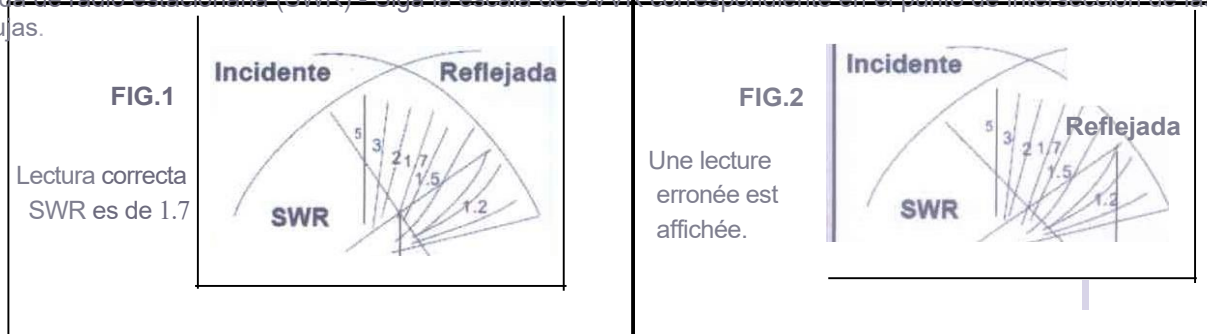 ujas.
Incidente
Reflejada
FIG.1
5
3
2
1.7
1.5
1.2
Lectura correcta
SWR es de 1.7
SWR
Incidente
FIG.2
Reflejada
5
3
2
1.7
1.5
1.2
Une lecture
erronée est
affichée.
SWR